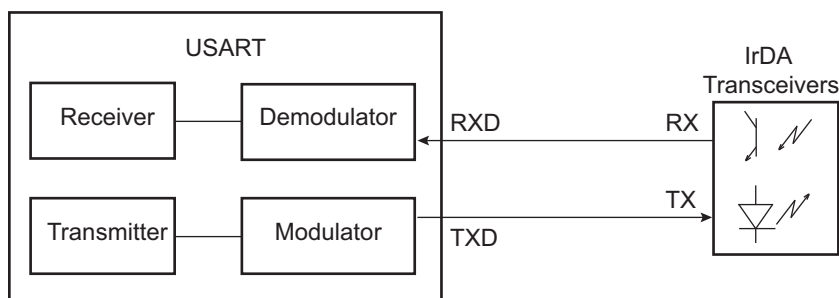 USART
IrDA
Transceivers
Receiver
Demodulator
RXD
RX
Transmitter
Modulator
TX
TXD